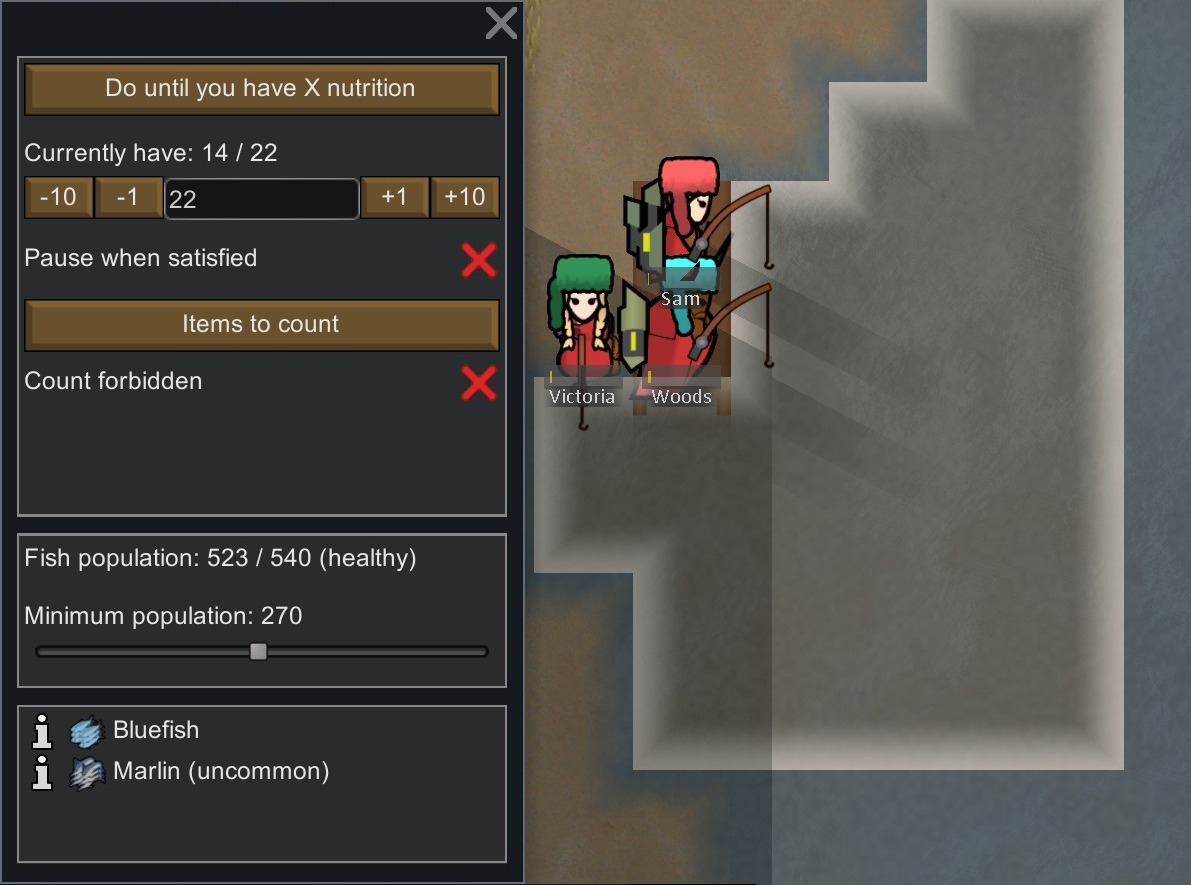 Do until you have X nutrition
Currently have: 14 / 22
-10 -1 22 +1 +10
Pause when satisfied
Items to count
Count forbidden
Fish population: 523 / 540 (healthy)
Minimum population: 270
Bluefish
Marlin (uncommon)
Sam
Victoria Woods